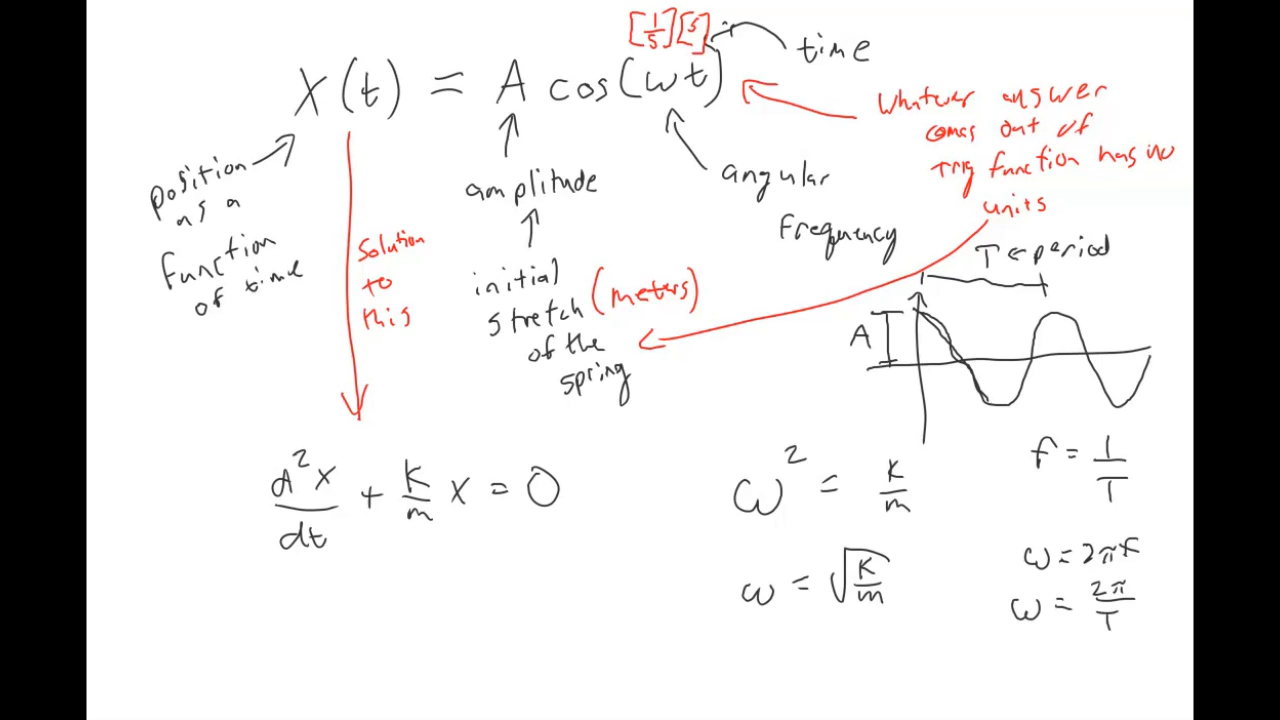 [1/s][s]
time
X(t) = A cos(ωt)
Whatever answer
comes out of
Trig function has no
units
position
as a
function
of time
amplitude
angular
Frequency
Solution
to
this
initial
stretch (meters)
of the
spring
T ← period
A
d²x/dt + k/m x = 0
ω² = k/m
f = 1/T
ω = √(k/m)
ω = 2πf
ω = 2π/T